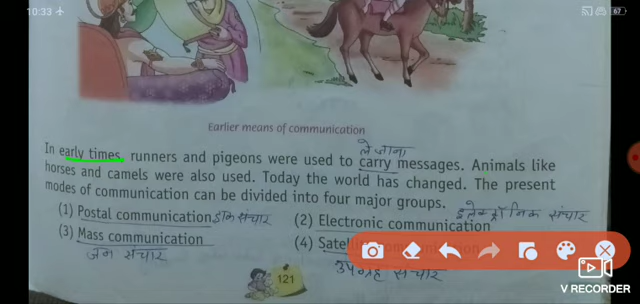 10:33
67
Earlier means of communication
ले जाना
In early times, runners and pigeons were used to carry messages. Animals like
horses and camels were also used. Today the world has changed. The present
modes of communication can be divided into four major groups.
(1) Postal communication डाक संचार (2) Electronic communication इलेक्ट्रॉनिक संचार
(3) Mass communication (4) Satell communication
जन संचार उपग्रह संचार
121
V RECORDER